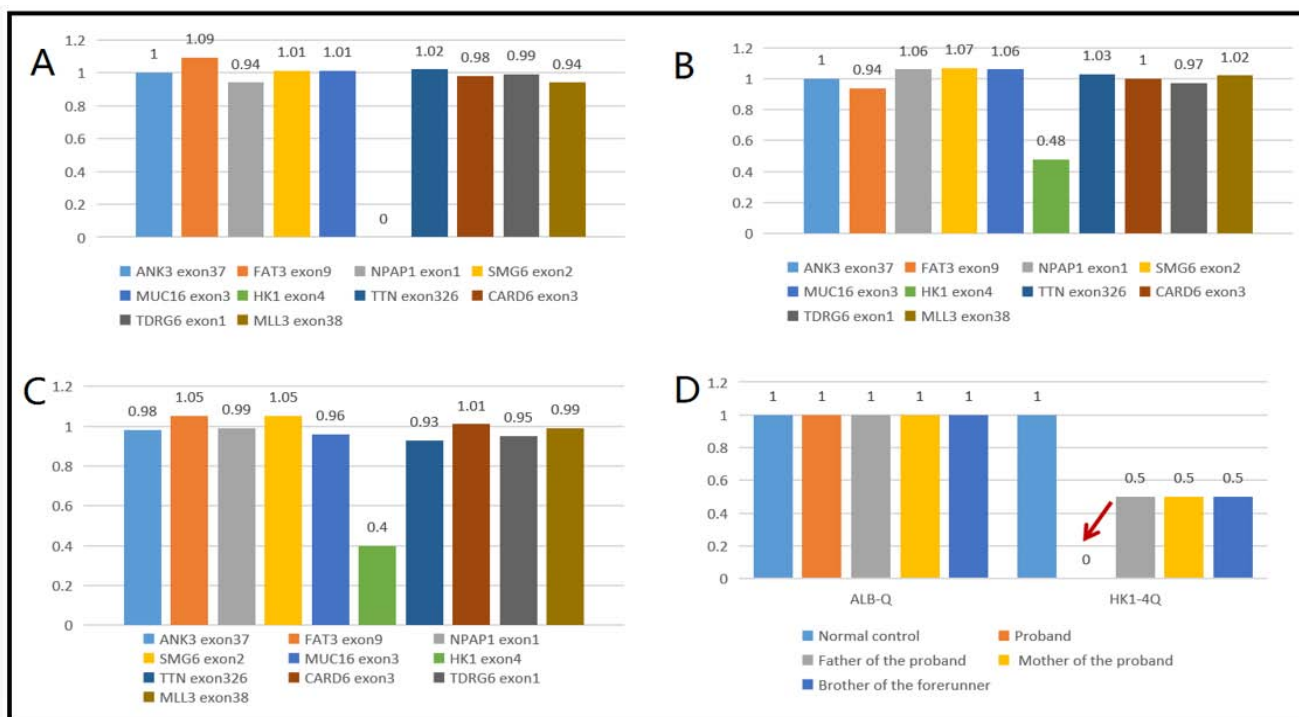 A
1.2
1
0.8
0.6
0.4
0.2
0
1
1.09
0.94
1.01
1.01
0
1.02
0.98
0.99
0.94
ANK3 exon37 FAT3 exon9 NPAP1 exon1 SMG6 exon2
MUC16 exon3 HK1 exon4 TTN exon326 CARD6 exon3
TDRG6 exon1 MLL3 exon38
B
1.2
1
0.8
0.6
0.4
0.2
0
1
0.94
1.06
1.07
1.06
0.48
1.03
1
0.97
1.02
ANK3 exon37 FAT3 exon9 NPAP1 exon1 SMG6 exon2
MUC16 exon3 HK1 exon4 TTN exon326 CARD6 exon3
TDRG6 exon1 MLL3 exon38
C
1.2
1
0.8
0.6
0.4
0.2
0
0.98
1.05
0.99
1.05
0.96
0.4
0.93
1.01
0.95
0.99
ANK3 exon37 FAT3 exon9 NPAP1 exon1
SMG6 exon2 MUC16 exon3 HK1 exon4
TTN exon326 CARD6 exon3 TDRG6 exon1
MLL3 exon38
D
1.2
1
0.8
0.6
0.4
0.2
0
1 1 1 1 1 1
0
0.5 0.5 0.5
ALB-Q HK1-4Q
Normal control Proband
Father of the proband Mother of the proband
Brother of the forerunner